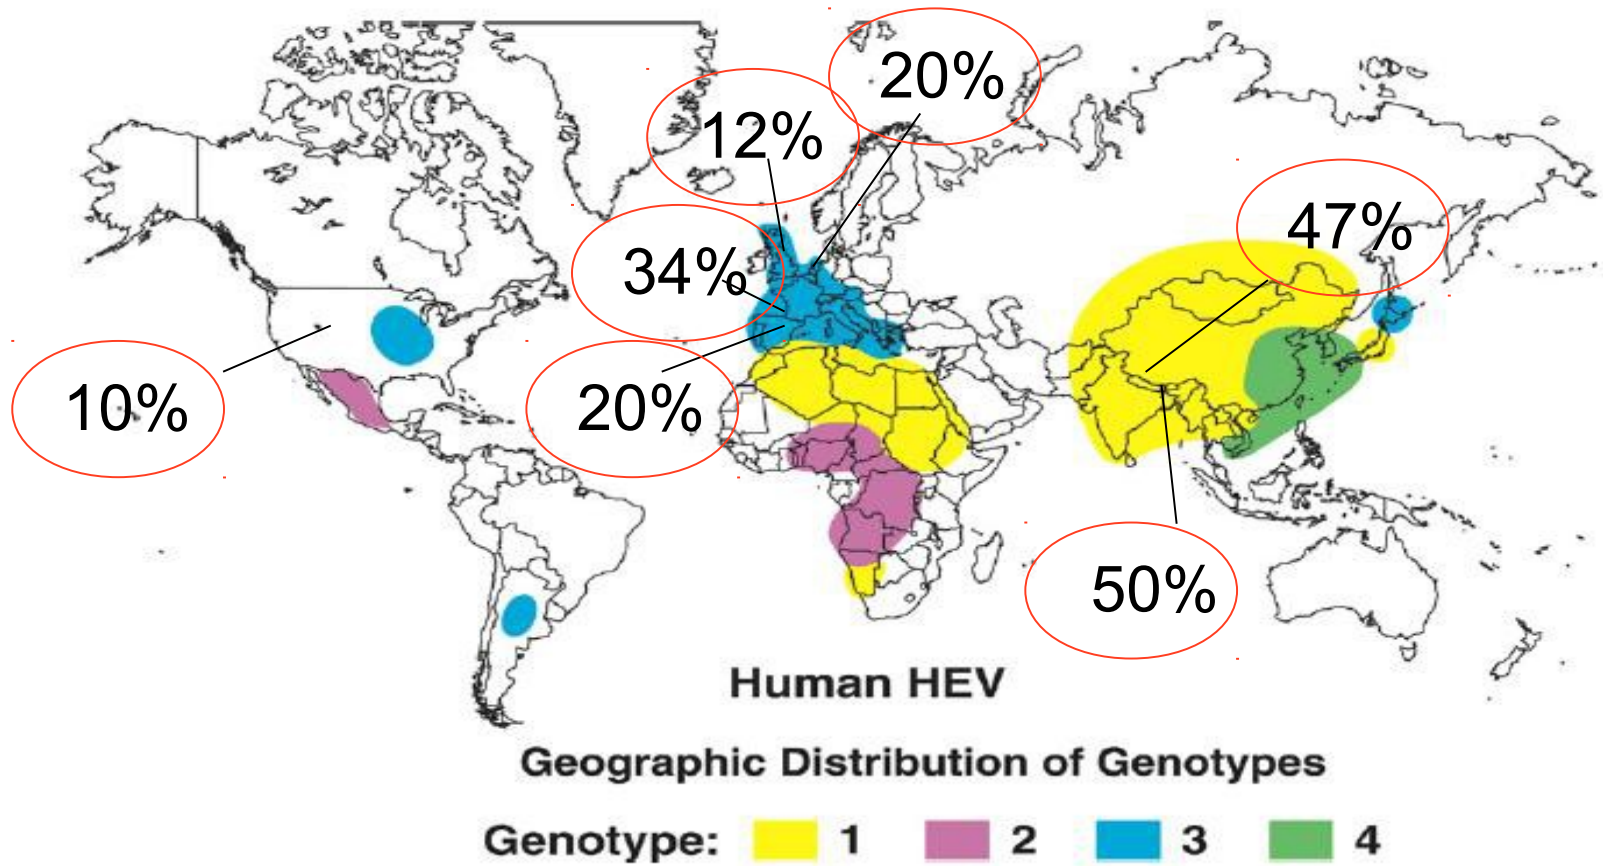 20%
12%
47%
34%
10%
20%
50%
Human HEV
Geographic Distribution of Genotypes
Genotype: 1 2 3 4